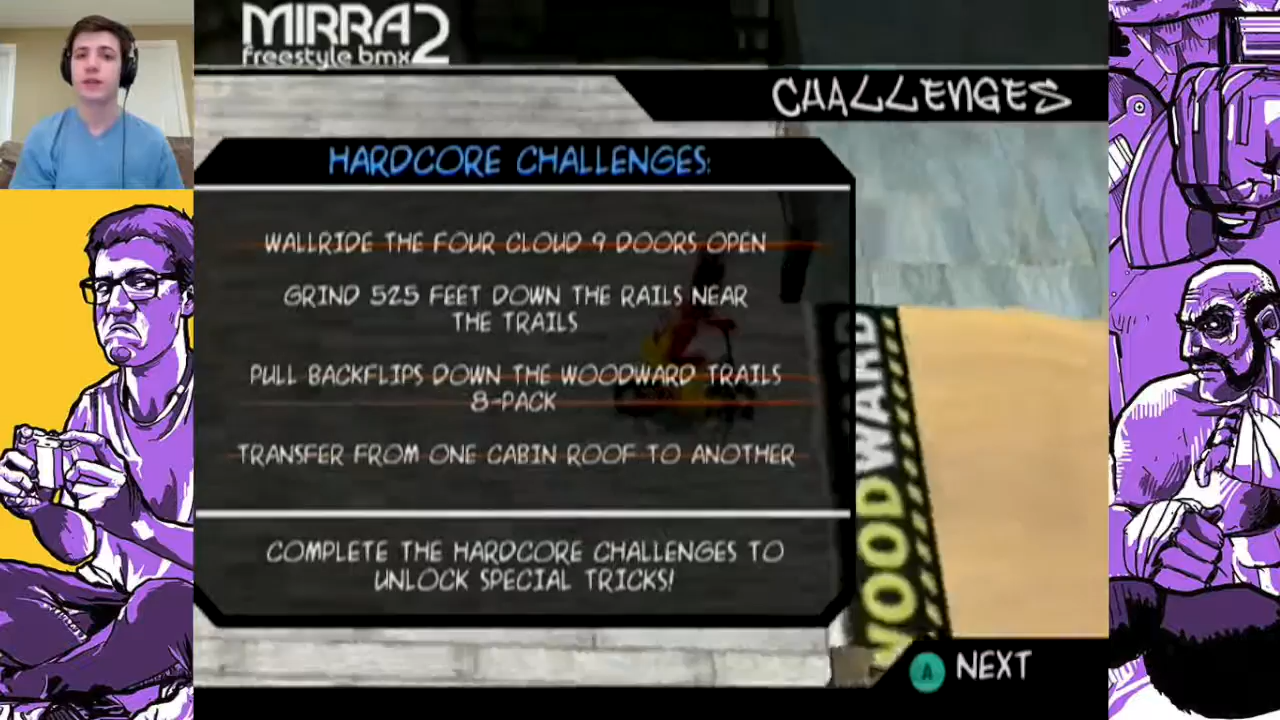 MIRRA 2
freestyle bmx
CHALLENGES
HARDCORE CHALLENGES:
WALLRIDE THE FOUR CLOUD 9 DOORS OPEN
GRIND 525 FEET DOWN THE RAILS NEAR
THE TRAILS
PULL BACKFLIPS DOWN THE WOODWARD TRAILS
8-PACK
TRANSFER FROM ONE CABIN ROOF TO ANOTHER
COMPLETE THE HARDCORE CHALLENGES TO
UNLOCK SPECIAL TRICKS!
WOODWARD
A NEXT